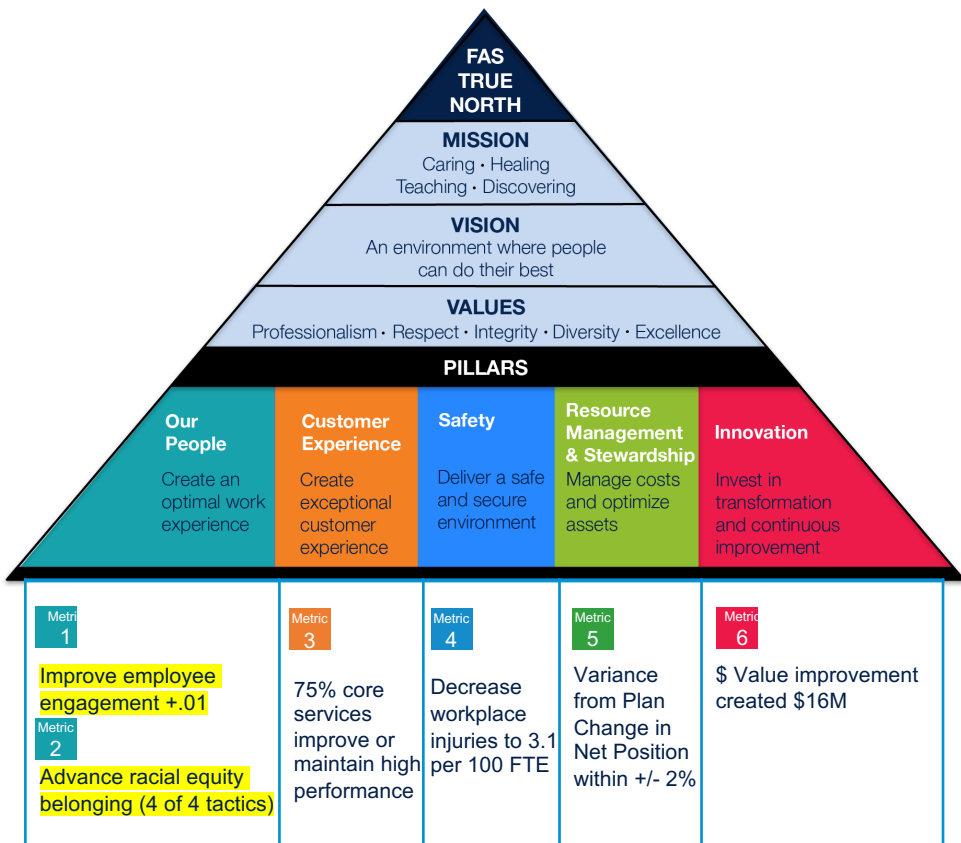 FAS
TRUE
NORTH
MISSION
Caring • Healing
Teaching • Discovering
VISION
An environment where people
can do their best
VALUES
Professionalism • Respect • Integrity • Diversity • Excellence
PILLARS
Our
People
Create an
optimal work
experience
Customer
Experience
Create
exceptional
customer
experience
Safety
Deliver a safe
and secure
environment
Resource
Management
& Stewardship
Manage costs
and optimize
assets
Innovation
Invest in
transformation
and continuous
improvement
Metric
1
Improve employee
engagement +.01
Metric
2
Advance racial equity
belonging (4 of 4 tactics)
Metric
3
75% core
services
improve or
maintain high
performance
Metric
4
Decrease
workplace
injuries to 3.1
per 100 FTE
Metric
5
Variance
from Plan
Change in
Net Position
within +/- 2%
Metric
6
$ Value improvement
created $16M